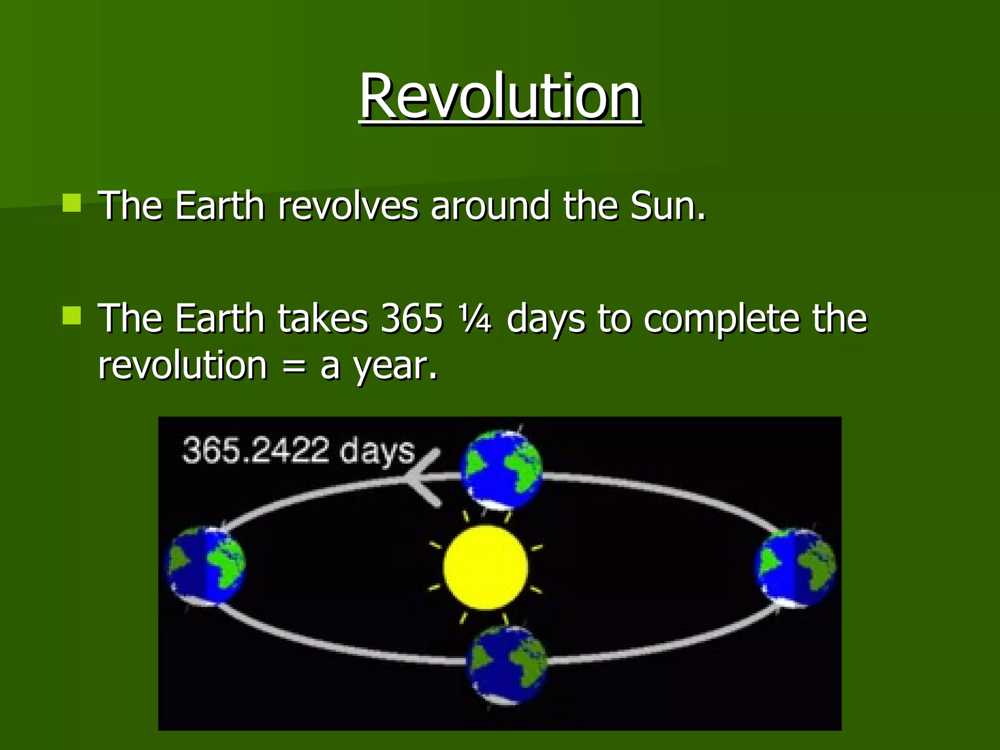 Revolution
The Earth revolves around the Sun.
The Earth takes 365 ¼ days to complete the
revolution = a year.
365.2422 days